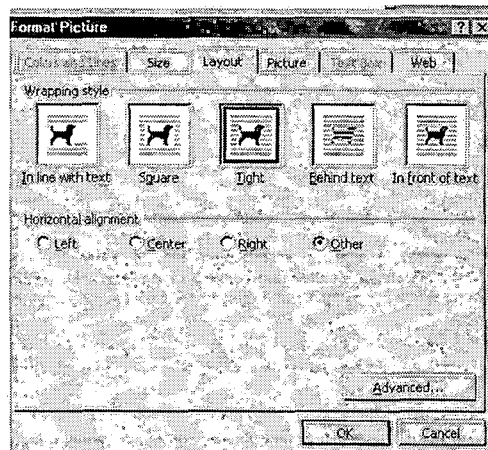 Format Picture ? X
Colors and Lines Size Layout Picture Text Box Web
Wrapping style
In line with text Square Tight Behind text In front of text
Horizontal alignment
Left Center Right Other
Advanced...
OK Cancel